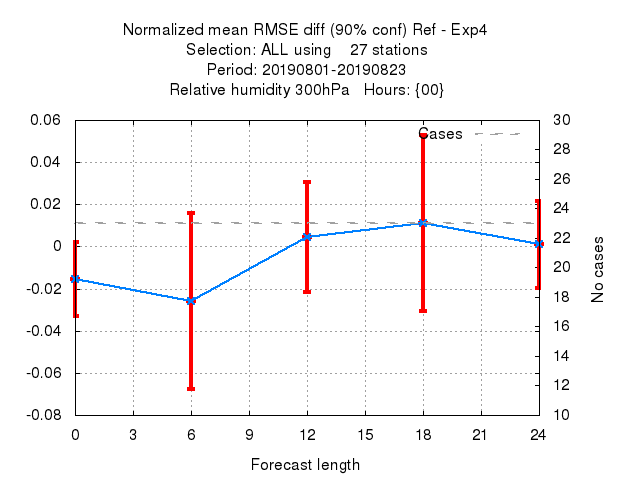 Normalized mean RMSE diff (90% conf) Ref - Exp4
Selection: ALL using    27 stations
Period: 20190801-20190823
Relative humidity 300hPa   Hours: {00}
Cases
0.06
0.04
0.02
0
-0.02
-0.04
-0.06
-0.08
30
28
26
24
22
20
18
16
14
12
10
No cases
0 3 6 9 12 15 18 21 24
Forecast length